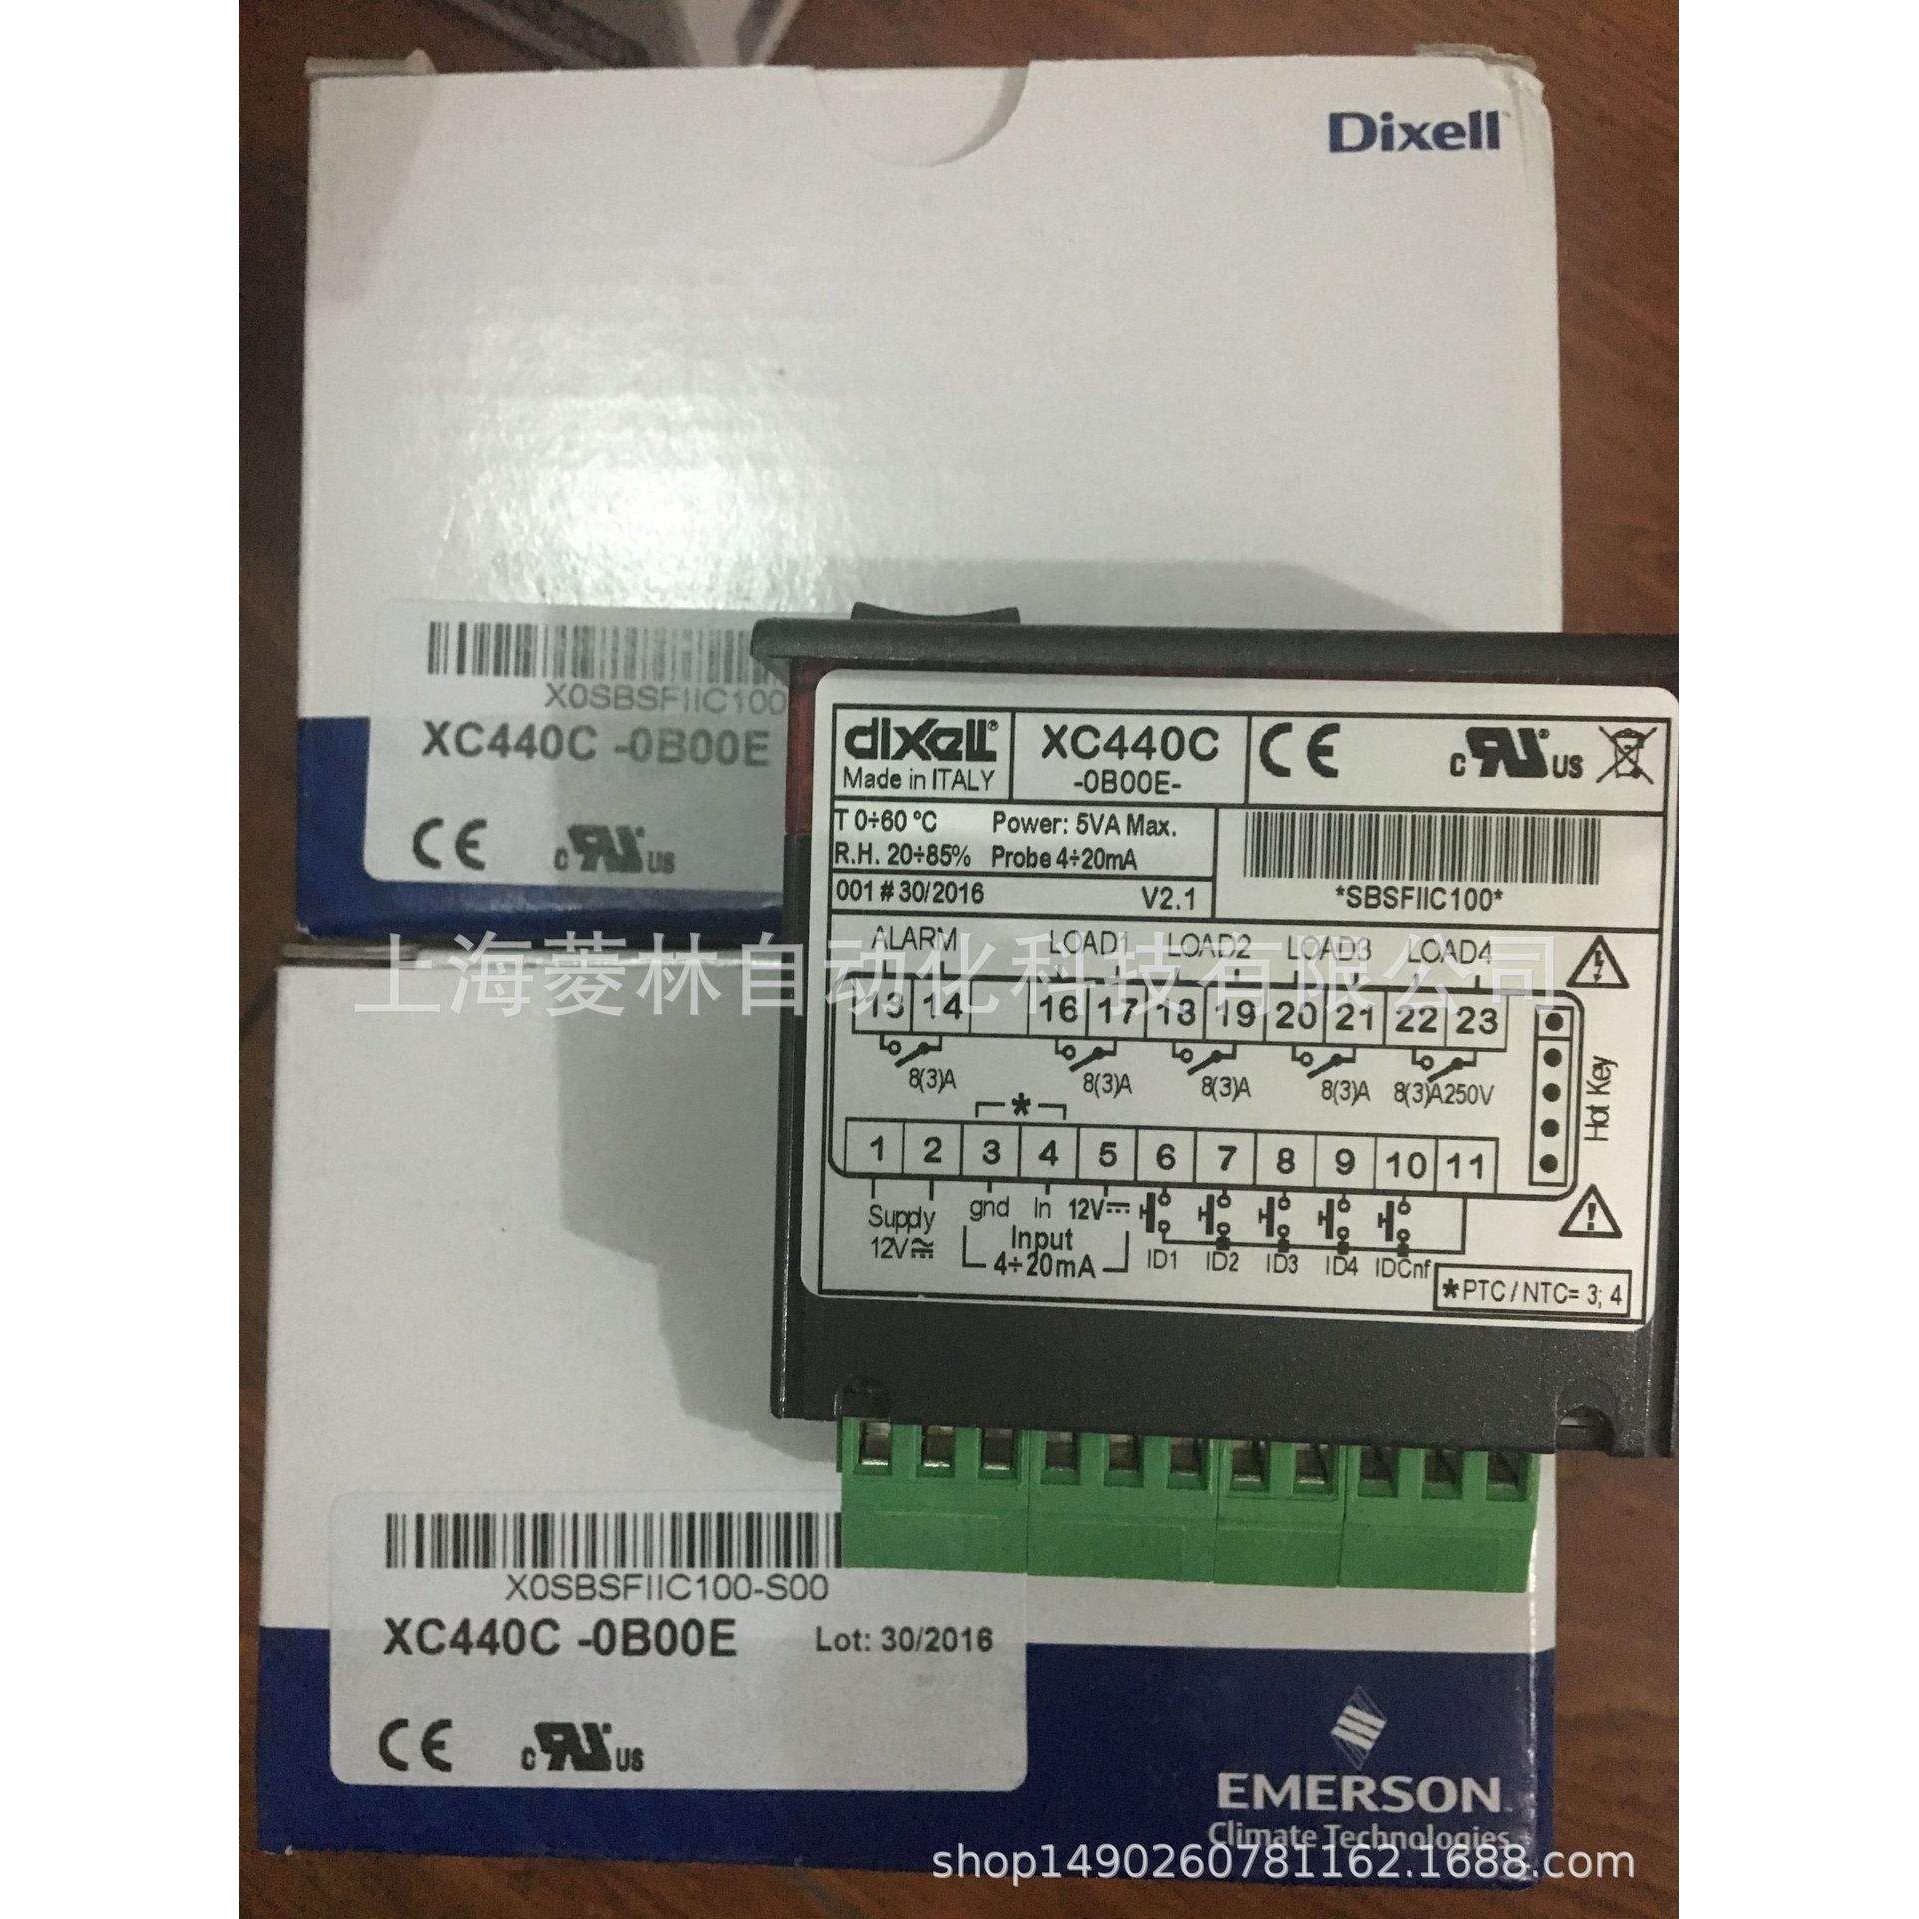 Dixell
X0SBSFIIC100
XC440C -0B00E
CE
c RU US
dixell®
Made in ITALY
XC440C
-0B00E-
CE
c RU US
T 0÷60 °C Power: 5VA Max.
R.H. 20÷85% Probe 4÷20mA
001 # 30/2016 V2.1
*SBSFIIC100*
ALARM LOAD1 LOAD2 LOAD3 LOAD4
上海菱林自动化科技有限公司
13 14 16 17 18 19 20 21 22 23
8(3)A 8(3)A 8(3)A 8(3)A 8(3)A250V
Hot Key
*
1 2 3 4 5 6 7 8 9 10 11
Supply gnd In 12V
12V Input
4÷20mA
ID1 ID2 ID3 ID4 IDCnf
*PTC / NTC= 3; 4
X0SBSFIIC100-S00
XC440C -0B00E Lot: 30/2016
CE
c RU US
EMERSON
Climate Technologies
shop1490260781162.1688.com